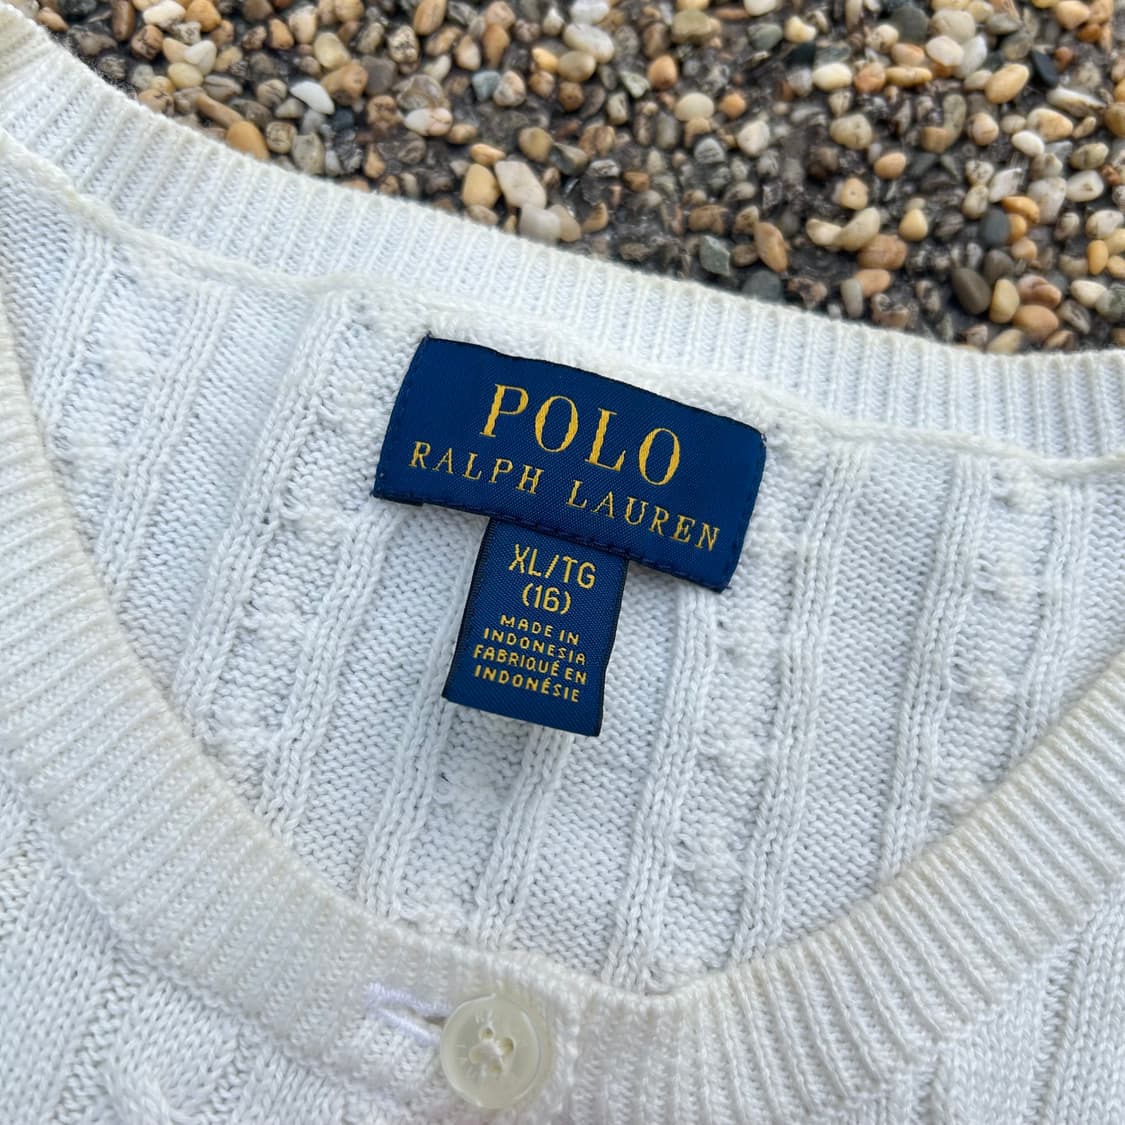 POLO
RALPH LAUREN
XL/TG
(16)
MADE IN
INDONESIA
FABRIQUÉ EN
INDONÉSIE